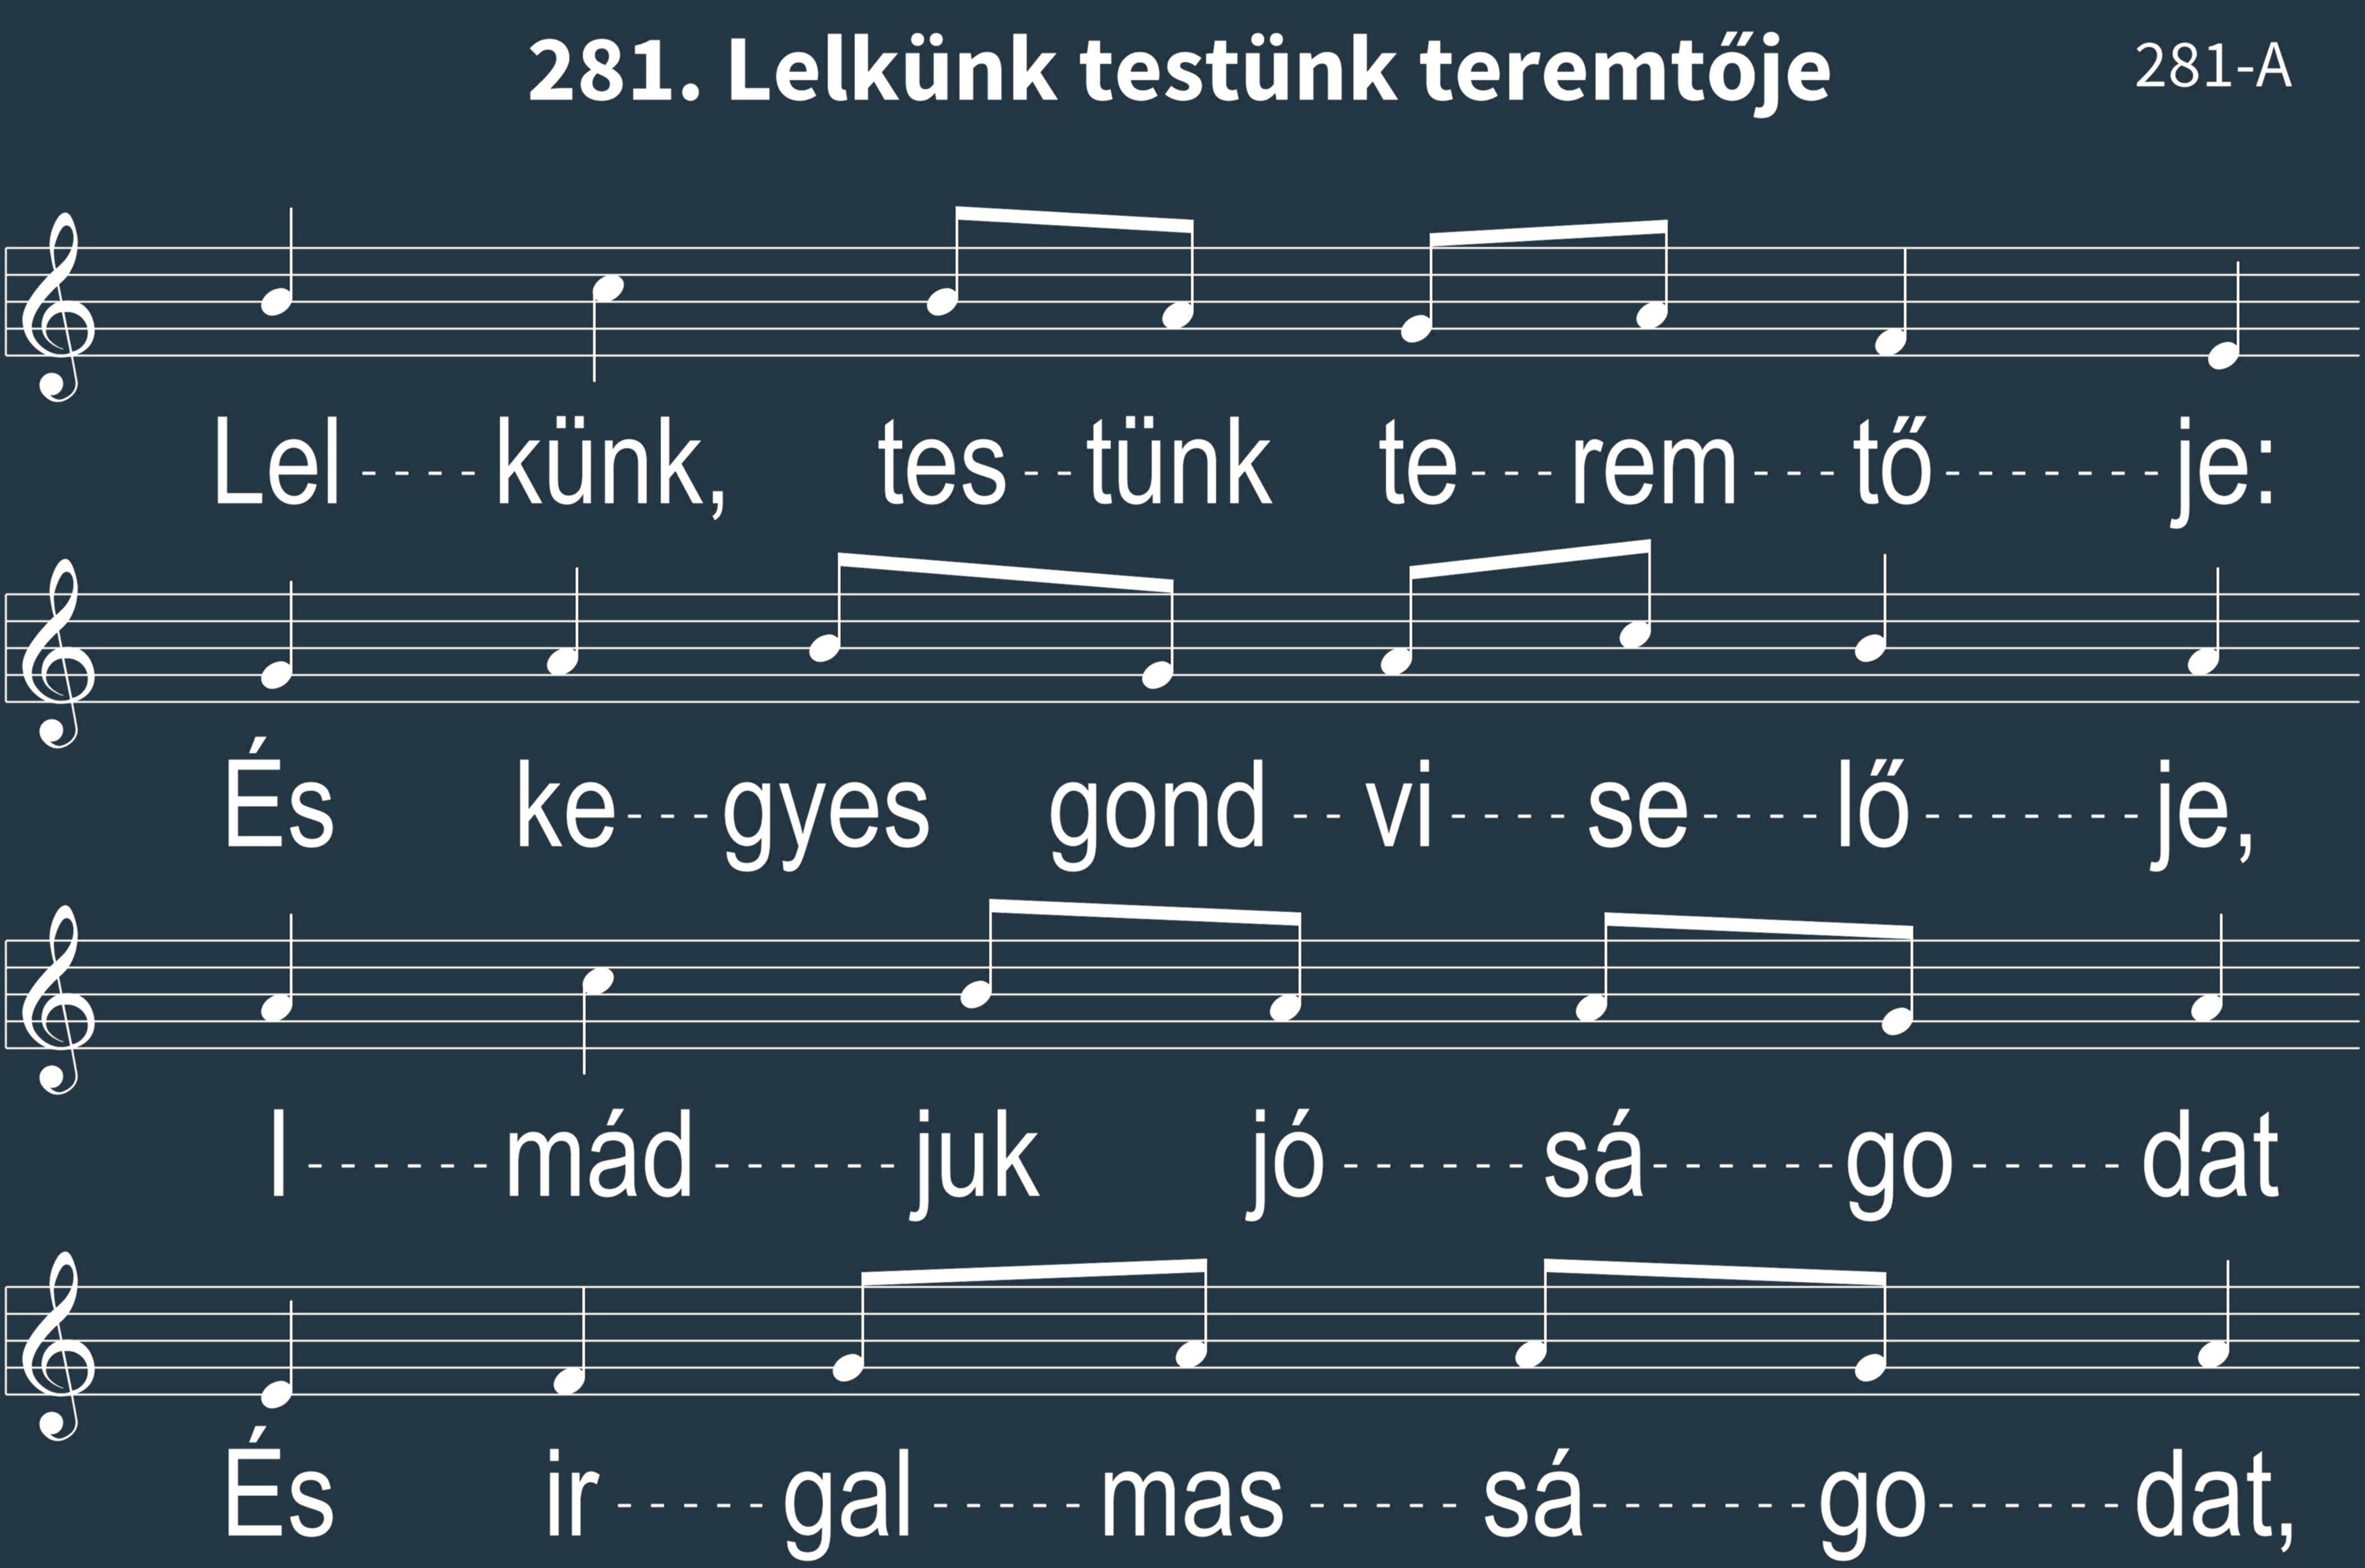 281. Lelkünk testünk teremtője 281-A
Lel----künk, tes--tünk te---rem---tő-------je:
És ke---gyes gond--vi----se----lő-------je,
I------mád------juk jó------sá------go-----dat
És ir-----gal-----mas-----sá-------go------dat,